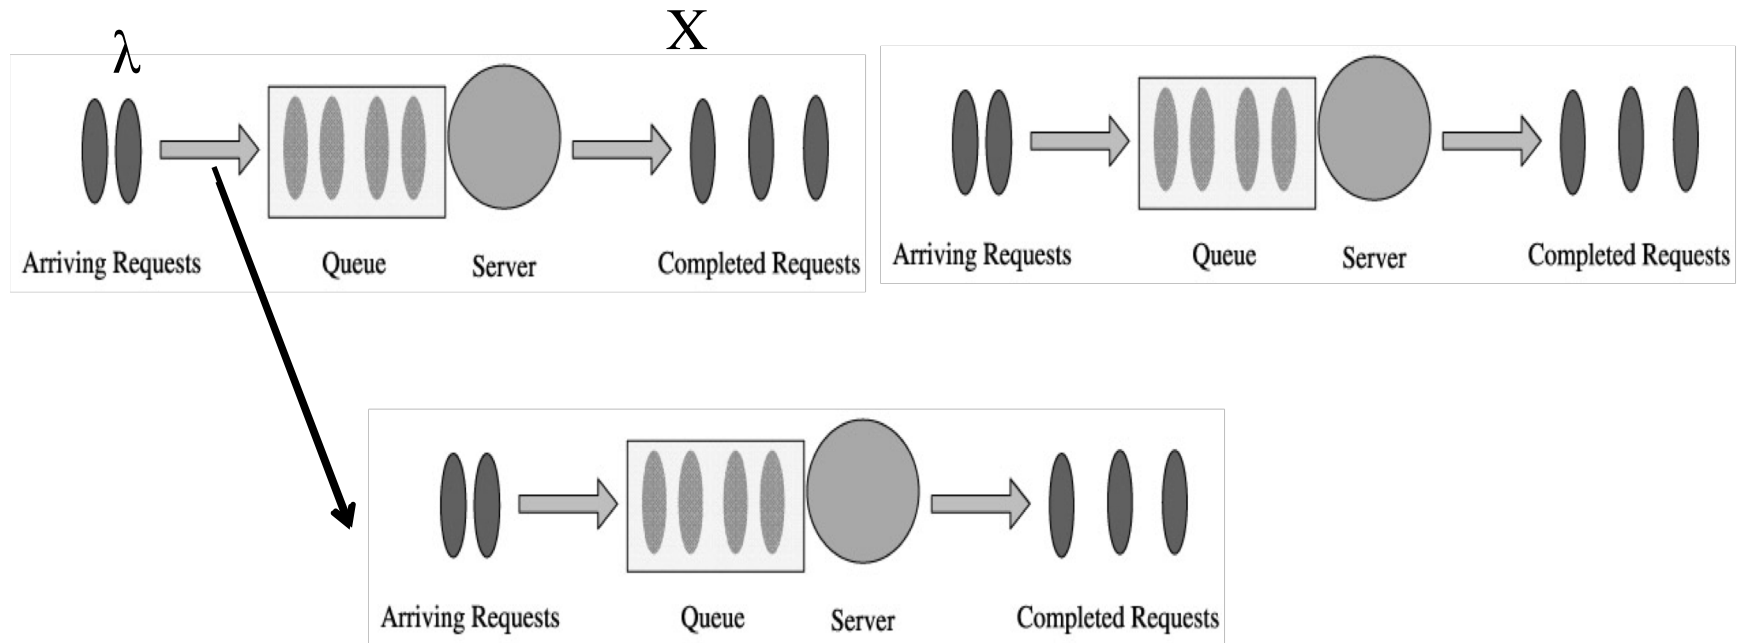 λ
X
Arriving Requests Queue Server Completed Requests
Arriving Requests Queue Server Completed Requests
Arriving Requests Queue Server Completed Requests